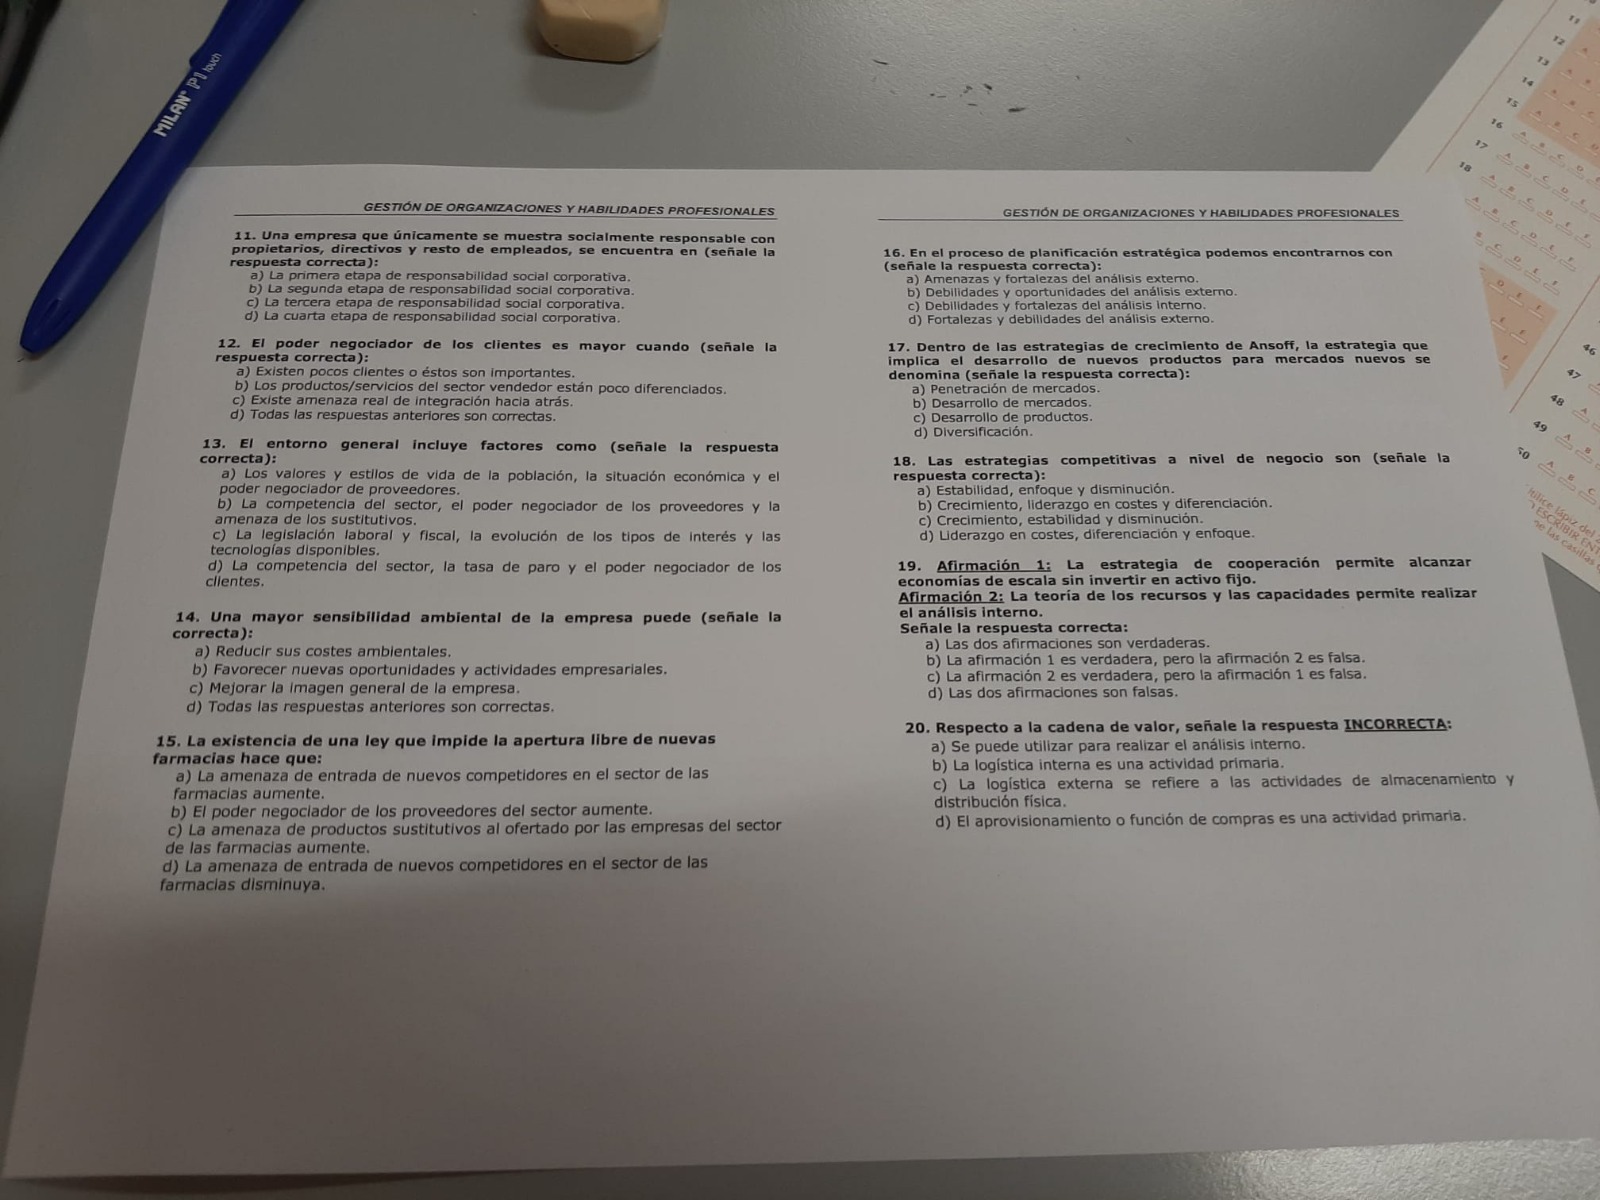 MILAN P1 touch
GESTIÓN DE ORGANIZACIONES Y HABILIDADES PROFESIONALES
11. Una empresa que únicamente se muestra socialmente responsable con
propietarios, directivos y resto de empleados, se encuentra en (señale la
respuesta correcta):
a) La primera etapa de responsabilidad social corporativa.
b) La segunda etapa de responsabilidad social corporativa.
c) La tercera etapa de responsabilidad social corporativa.
d) La cuarta etapa de responsabilidad social corporativa.
12. El poder negociador de los clientes es mayor cuando (señale la
respuesta correcta):
a) Existen pocos clientes o éstos son importantes.
b) Los productos/servicios del sector vendedor están poco diferenciados.
c) Existe amenaza real de integración hacia atrás.
d) Todas las respuestas anteriores son correctas.
13. El entorno general incluye factores como (señale la respuesta
correcta):
a) Los valores y estilos de vida de la población, la situación económica y el
poder negociador de proveedores.
b) La competencia del sector, el poder negociador de los proveedores y la
amenaza de los sustitutivos.
c) La legislación laboral y fiscal, la evolución de los tipos de interés y las
tecnologías disponibles.
d) La competencia del sector, la tasa de paro y el poder negociador de los
clientes.
14. Una mayor sensibilidad ambiental de la empresa puede (señale la
correcta):
a) Reducir sus costes ambientales.
b) Favorecer nuevas oportunidades y actividades empresariales.
c) Mejorar la imagen general de la empresa.
d) Todas las respuestas anteriores son correctas.
15. La existencia de una ley que impide la apertura libre de nuevas
farmacias hace que:
a) La amenaza de entrada de nuevos competidores en el sector de las
farmacias aumente.
b) El poder negociador de los proveedores del sector aumente.
c) La amenaza de productos sustitutivos al ofertado por las empresas del sector
de las farmacias aumente.
d) La amenaza de entrada de nuevos competidores en el sector de las
farmacias disminuya.
GESTIÓN DE ORGANIZACIONES Y HABILIDADES PROFESIONALES
16. En el proceso de planificación estratégica podemos encontrarnos con
(señale la respuesta correcta):
a) Amenazas y fortalezas del análisis externo.
b) Debilidades y oportunidades del análisis externo.
c) Debilidades y fortalezas del análisis interno.
d) Fortalezas y debilidades del análisis externo.
17. Dentro de las estrategias de crecimiento de Ansoff, la estrategia que
implica el desarrollo de nuevos productos para mercados nuevos se
denomina (señale la respuesta correcta):
a) Penetración de mercados.
b) Desarrollo de mercados.
c) Desarrollo de productos.
d) Diversificación.
18. Las estrategias competitivas a nivel de negocio son (señale la
respuesta correcta):
a) Estabilidad, enfoque y disminución.
b) Crecimiento, liderazgo en costes y diferenciación.
c) Crecimiento, estabilidad y disminución.
d) Liderazgo en costes, diferenciación y enfoque.
19. Afirmación 1: La estrategia de cooperación permite alcanzar
economías de escala sin invertir en activo fijo.
Afirmación 2: La teoría de los recursos y las capacidades permite realizar
el análisis interno.
Señale la respuesta correcta:
a) Las dos afirmaciones son verdaderas.
b) La afirmación 1 es verdadera, pero la afirmación 2 es falsa.
c) La afirmación 2 es verdadera, pero la afirmación 1 es falsa.
d) Las dos afirmaciones son falsas.
20. Respecto a la cadena de valor, señale la respuesta INCORRECTA:
a) Se puede utilizar para realizar el análisis interno.
b) La logística interna es una actividad primaria.
c) La logística externa se refiere a las actividades de almacenamiento y
distribución física.
d) El aprovisionamiento o función de compras es una actividad primaria.
11
12
13
14
15
16
17
18
46
47
48
49
50
lápiz del
ESCRIBIR
las casillas